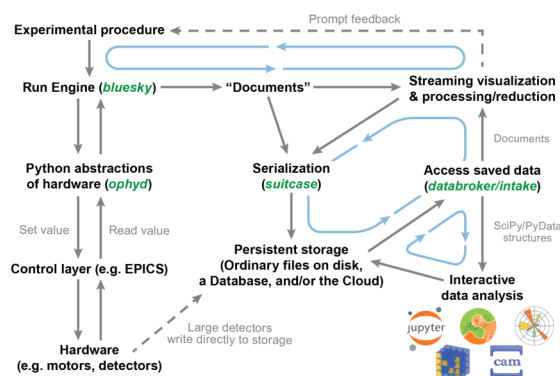 Prompt feedback
Experimental procedure
Run Engine (bluesky)
“Documents”
Streaming visualization
& processing/reduction
Documents
Python abstractions
of hardware (ophyd)
Serialization
(suitcase)
Access saved data
(databroker/intake)
Set value
Read value
SciPy/PyData
structures
Persistent storage
(Ordinary files on disk,
a Database, and/or the Cloud)
Control layer (e.g. EPICS)
Interactive
data analysis
Large detectors
write directly to storage
Hardware
(e.g. motors, detectors)
jupyter
cam